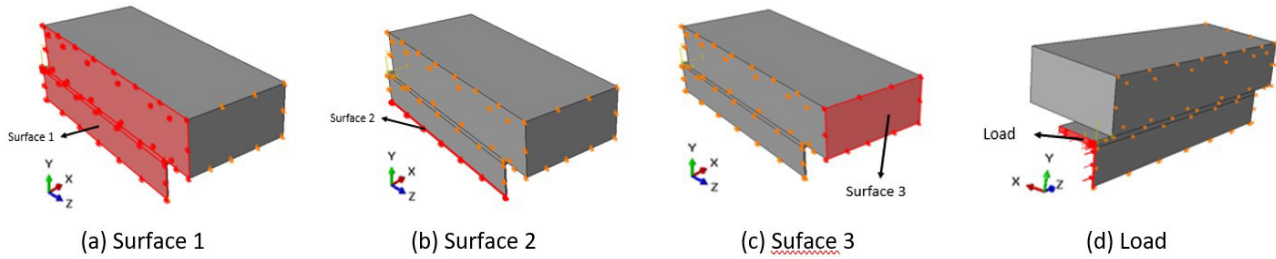 Surface 1
Y
X
Z
(a) Surface 1
Surface 2
Y
X
Z
(b) Surface 2
Surface 3
Y
X
Z
(c) Suface 3
Load
Y
X
Z
(d) Load